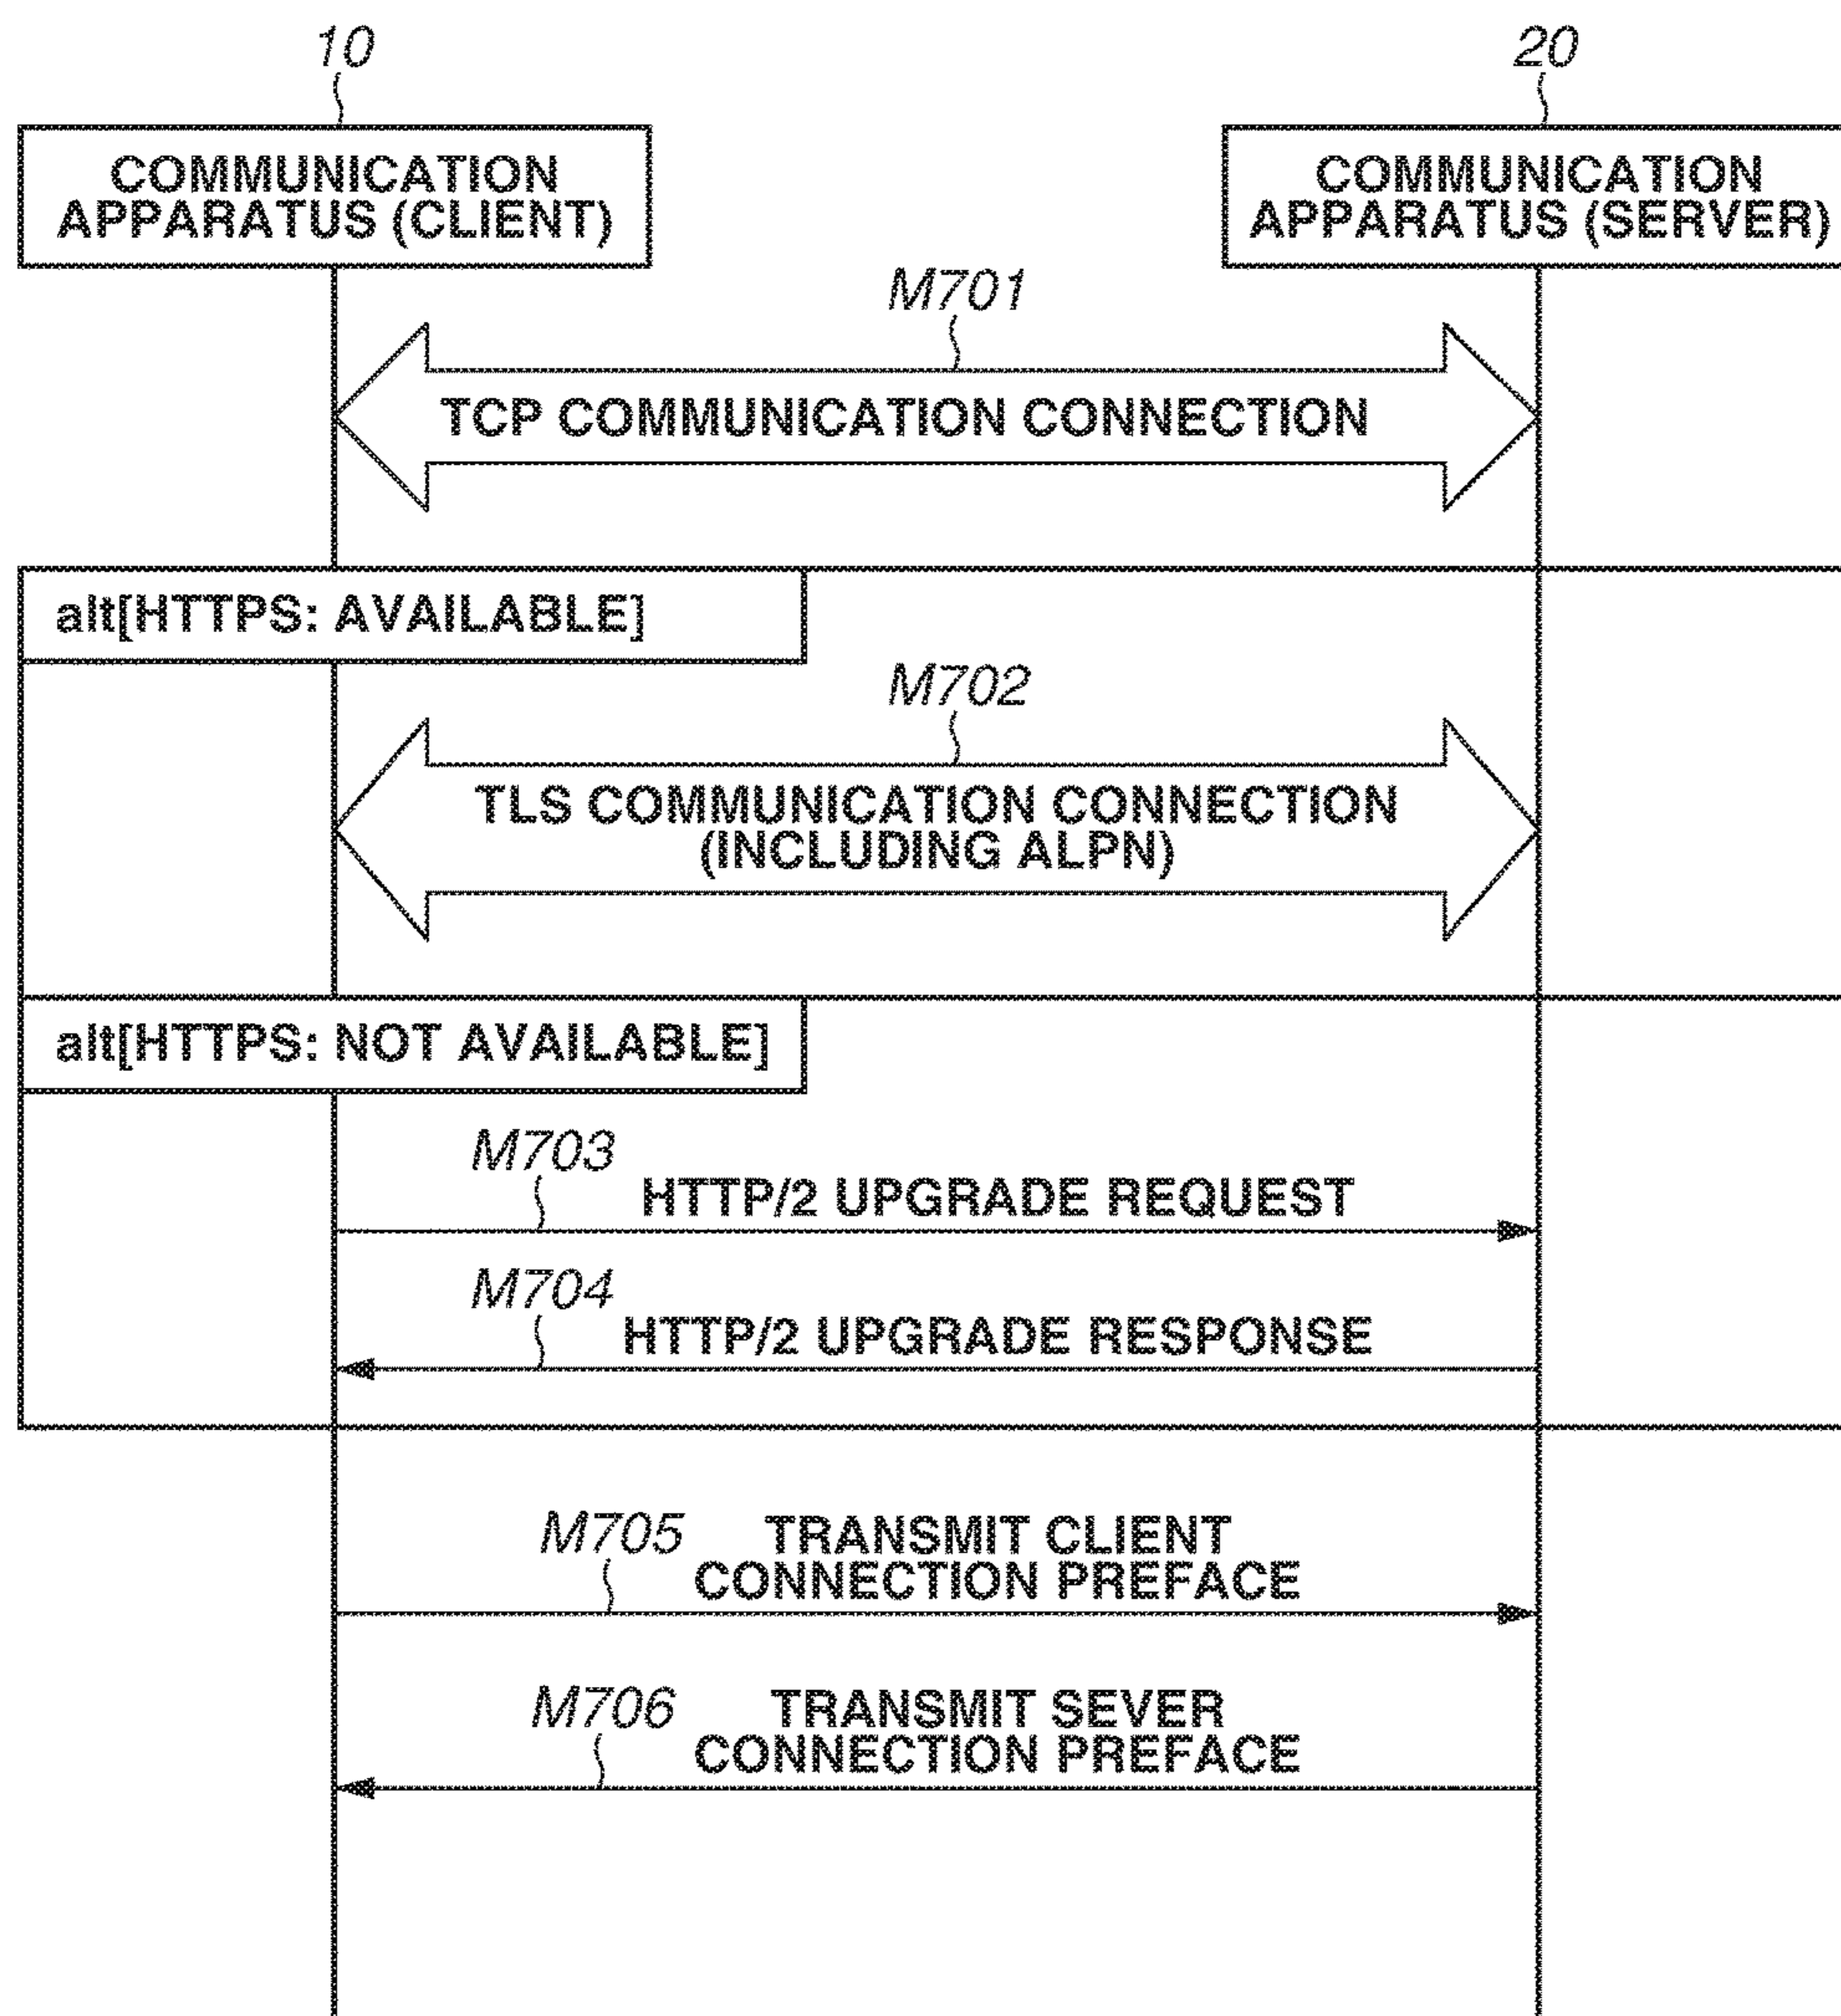 10
20
COMMUNICATION
APPARATUS (CLIENT)
COMMUNICATION
APPARATUS (SERVER)
M701
TCP COMMUNICATION CONNECTION
alt[HTTPS: AVAILABLE]
M702
TLS COMMUNICATION CONNECTION
(INCLUDING ALPN)
alt[HTTPS: NOT AVAILABLE]
M703
HTTP/2 UPGRADE REQUEST
M704
HTTP/2 UPGRADE RESPONSE
M705
TRANSMIT CLIENT
CONNECTION PREFACE
M706
TRANSMIT SEVER
CONNECTION PREFACE